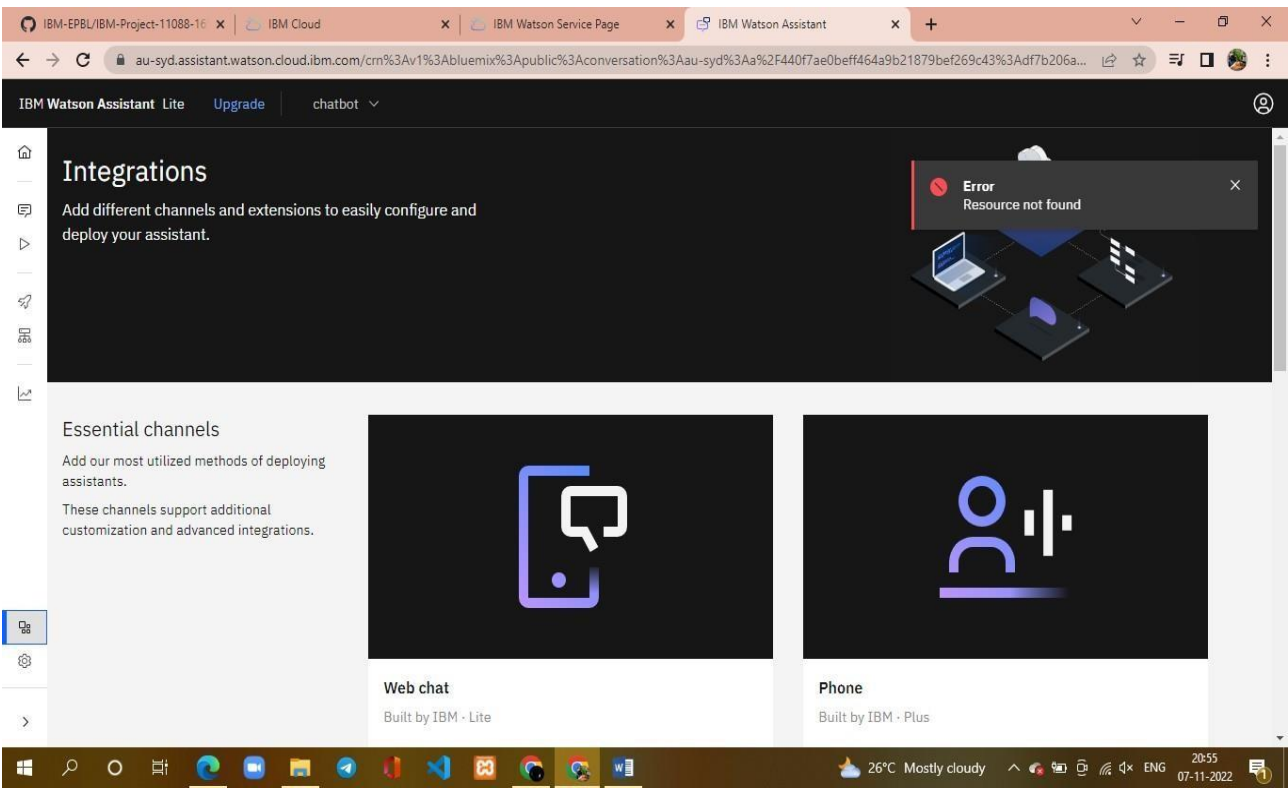 IBM-EPBL/IBM-Project-11088-16
IBM Cloud
IBM Watson Service Page
IBM Watson Assistant
au-syd.assistant.watson.cloud.ibm.com/crn%3Av1%3Abluemix%3Apublic%3Aconversation%3Aau-syd%3Aa%2F440f7ae0beff464a9b21879bef269c43%3Adf7b206a...
IBM Watson Assistant Lite Upgrade chatbot
Integrations
Add different channels and extensions to easily configure and
deploy your assistant.
Error
Resource not found
Essential channels
Add our most utilized methods of deploying
assistants.
These channels support additional
customization and advanced integrations.
Web chat
Built by IBM · Lite
Phone
Built by IBM · Plus
26°C Mostly cloudy
ENG
20:55
07-11-2022
1